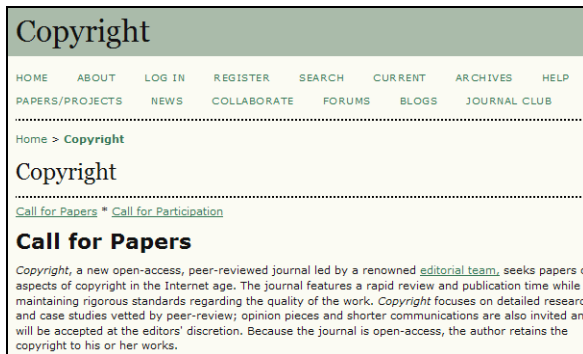 Copyright
HOME ABOUT LOG IN REGISTER SEARCH CURRENT ARCHIVES HELP
PAPERS/PROJECTS NEWS COLLABORATE FORUMS BLOGS JOURNAL CLUB
Home > Copyright
Copyright
Call for Papers * Call for Participation
Call for Papers
Copyright, a new open-access, peer-reviewed journal led by a renowned editorial team, seeks papers
aspects of copyright in the Internet age. The journal features a rapid review and publication time while
maintaining rigorous standards regarding the quality of the work. Copyright focuses on detailed
and case studies vetted by peer-review; opinion pieces and shorter communications are also invited
will be accepted at the editors' discretion. Because the journal is open-access, the author retains the
copyright to his or her works.